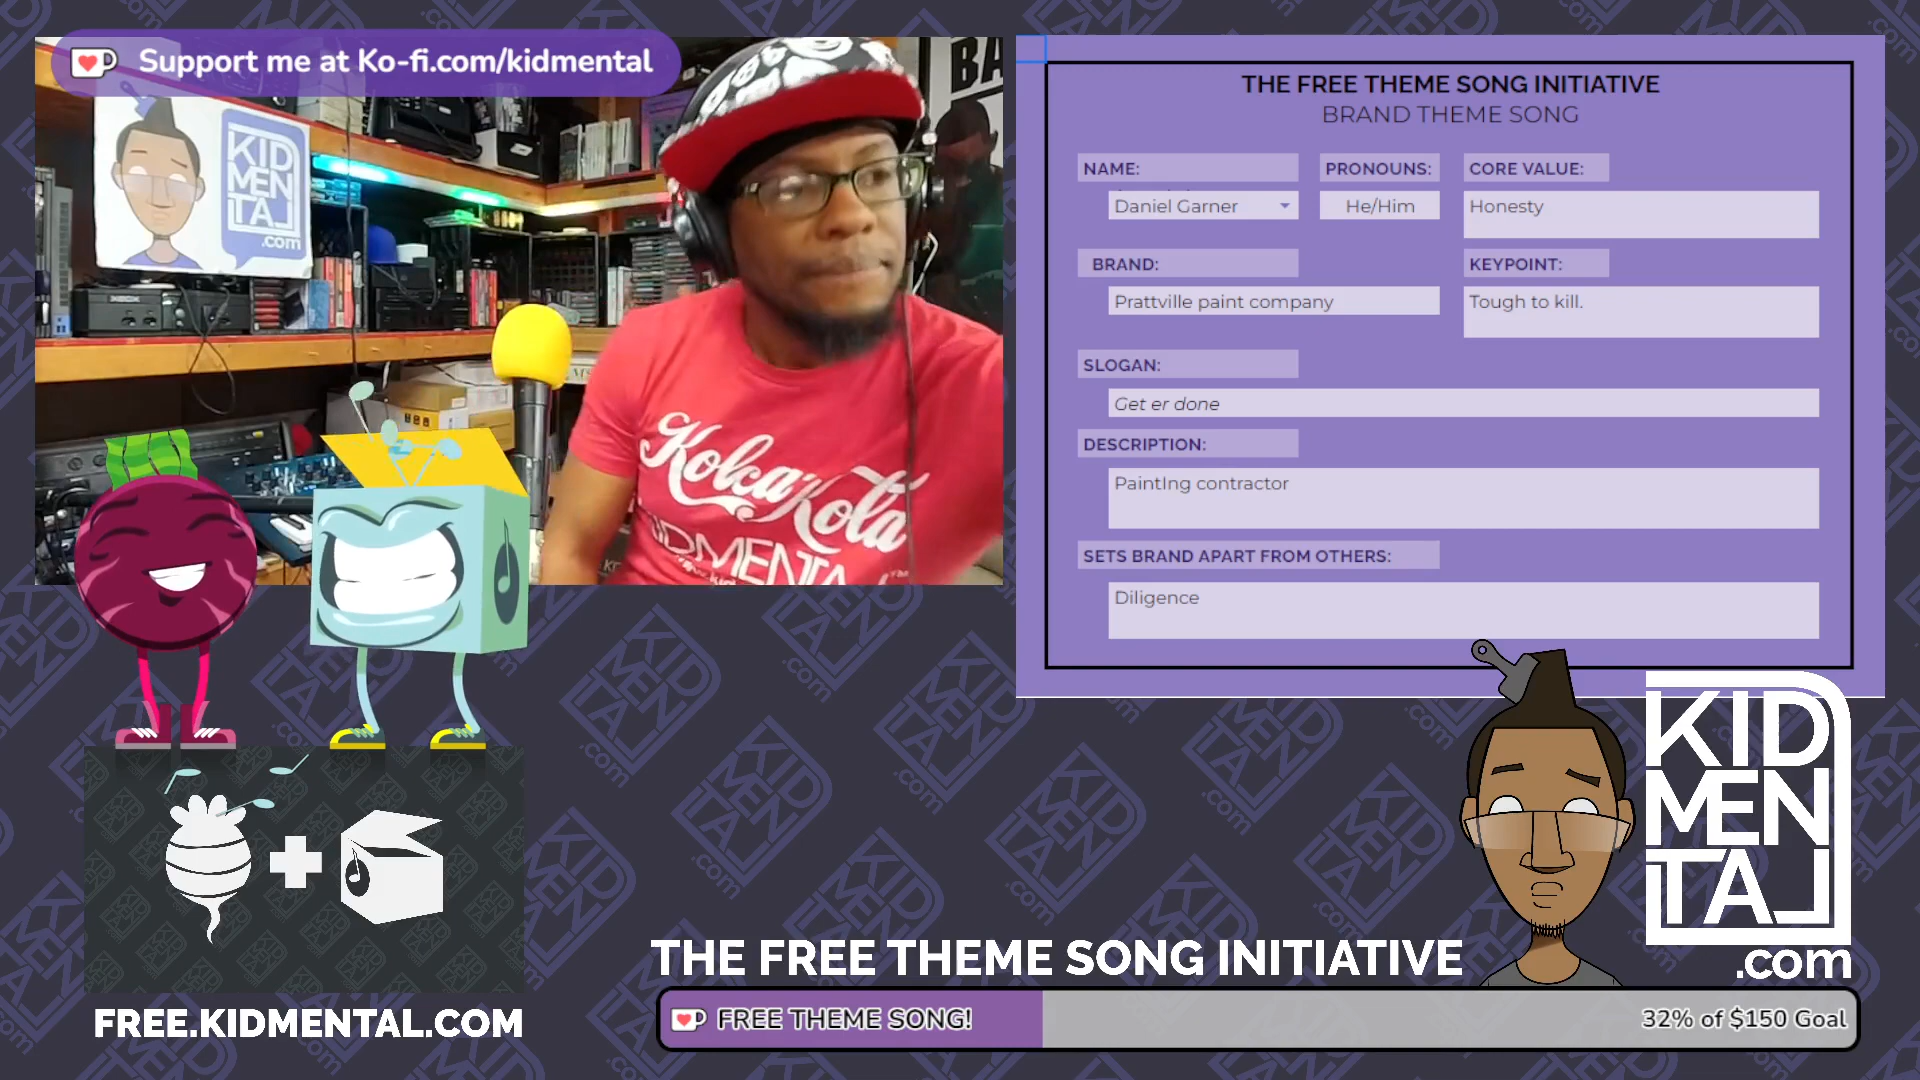 Support me at Ko-fi.com/kidmental
KID
MEN
TAL
.com
BA
XBOX
KolcaKola
KIDMENTAL
THE FREE THEME SONG INITIATIVE
BRAND THEME SONG
NAME:
PRONOUNS:
CORE VALUE:
Daniel Garner
He/Him
Honesty
BRAND:
KEYPOINT:
Prattville paint company
Tough to kill.
SLOGAN:
Get er done
DESCRIPTION:
PaintIng contractor
SETS BRAND APART FROM OTHERS:
Diligence
KID
MEN
TAL
.com
THE FREE THEME SONG INITIATIVE
FREE.KIDMENTAL.COM
FREE THEME SONG!
32% of $150 Goal